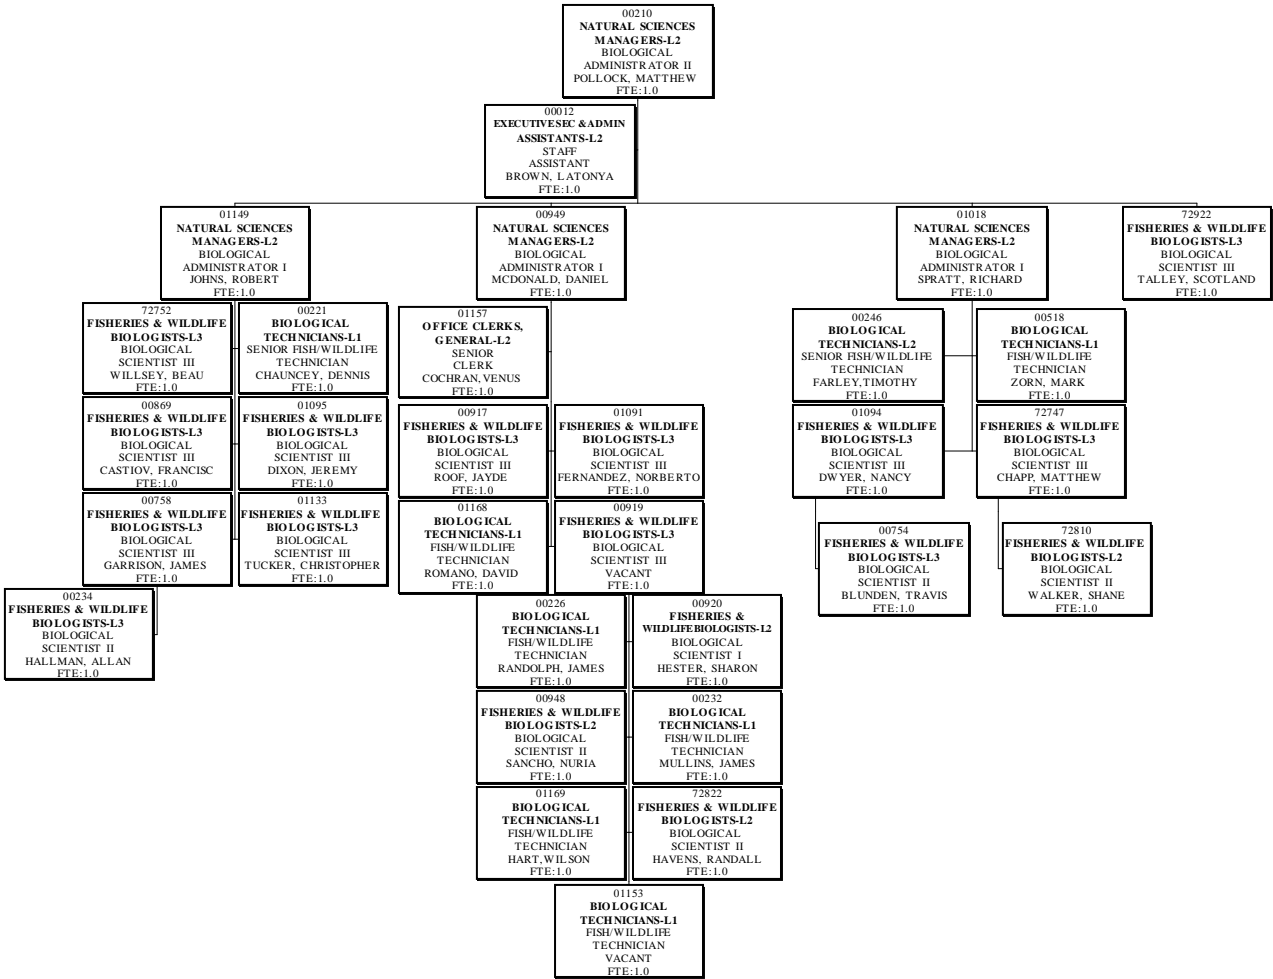 00210
NATURAL SCIENCES
MANAGERS-L2
BIOLOGICAL
ADMINISTRATOR II
POLLOCK, MATTHEW
FTE:1.0
00012
EXECUTIVE SEC & ADMIN
ASSISTANTS-L2
STAFF
ASSISTANT
BROWN, LATONYA
FTE:1.0
01149
NATURAL SCIENCES
MANAGERS-L2
BIOLOGICAL
ADMINISTRATOR I
JOHNS, ROBERT
FTE:1.0
00949
NATURAL SCIENCES
MANAGERS-L2
BIOLOGICAL
ADMINISTRATOR I
MCDONALD, DANIEL
FTE:1.0
01018
NATURAL SCIENCES
MANAGERS-L2
BIOLOGICAL
ADMINISTRATOR I
SPRATT, RICHARD
FTE:1.0
72922
FISHERIES & WILDLIFE
BIOLOGISTS-L3
BIOLOGICAL
SCIENTIST III
TALLEY, SCOTLAND
FTE:1.0
72752
FISHERIES & WILDLIFE
BIOLOGISTS-L3
BIOLOGICAL
SCIENTIST III
WILLSEY, BEAU
FTE:1.0
00221
BIOLOGICAL
TECHNICIANS-L1
SENIOR FISH/WILDLIFE
TECHNICIAN
CHAUNCEY, DENNIS
FTE:1.0
00869
FISHERIES & WILDLIFE
BIOLOGISTS-L3
BIOLOGICAL
SCIENTIST III
CASTIOV, FRANCISC
FTE:1.0
01095
FISHERIES & WILDLIFE
BIOLOGISTS-L3
BIOLOGICAL
SCIENTIST III
DIXON, JEREMY
FTE:1.0
00758
FISHERIES & WILDLIFE
BIOLOGISTS-L3
BIOLOGICAL
SCIENTIST III
GARRISON, JAMES
FTE:1.0
01133
FISHERIES & WILDLIFE
BIOLOGISTS-L3
BIOLOGICAL
SCIENTIST III
TUCKER, CHRISTOPHER
FTE:1.0
00234
FISHERIES & WILDLIFE
BIOLOGISTS-L3
BIOLOGICAL
SCIENTIST II
HALLMAN, ALLAN
FTE:1.0
01157
OFFICE CLERKS,
GENERAL-L2
SENIOR
CLERK
COCHRAN,VENUS
FTE:1.0
00917
FISHERIES & WILDLIFE
BIOLOGISTS-L3
BIOLOGICAL
SCIENTIST III
ROOF, JAYDE
FTE:1.0
01091
FISHERIES & WILDLIFE
BIOLOGISTS-L3
BIOLOGICAL
SCIENTIST III
FERNANDEZ, NORBERTO
FTE:1.0
01168
BIOLOGICAL
TECHNICIANS-L1
FISH/WILDLIFE
TECHNICIAN
ROMANO, DAVID
FTE:1.0
00919
FISHERIES & WILDLIFE
BIOLOGISTS-L3
BIOLOGICAL
SCIENTIST III
VACANT
FTE:1.0
00226
BIOLOGICAL
TECHNICIANS-L1
FISH/WILDLIFE
TECHNICIAN
RANDOLPH, JAMES
FTE:1.0
00920
FISHERIES &
WILDLIFE BIOLOGISTS-L2
BIOLOGICAL
SCIENTIST I
HESTER, SHARON
FTE:1.0
00948
FISHERIES & WILDLIFE
BIOLOGISTS-L2
BIOLOGICAL
SCIENTIST II
SANCHO, NURIA
FTE:1.0
00232
BIOLOGICAL
TECHNICIANS-L1
FISH/WILDLIFE
TECHNICIAN
MULLINS, JAMES
FTE:1.0
01169
BIOLOGICAL
TECHNICIANS-L1
FISH/WILDLIFE
TECHNICIAN
HART,WILSON
FTE:1.0
72822
FISHERIES & WILDLIFE
BIOLOGISTS-L2
BIOLOGICAL
SCIENTIST II
HAVENS, RANDALL
FTE:1.0
01153
BIOLOGICAL
TECHNICIANS-L1
FISH/WILDLIFE
TECHNICIAN
VACANT
FTE:1.0
00246
BIOLOGICAL
TECHNICIANS-L2
SENIOR FISH/WILDLIFE
TECHNICIAN
FARLEY,TIMOTHY
FTE:1.0
00518
BIOLOGICAL
TECHNICIANS-L1
FISH/WILDLIFE
TECHNICIAN
ZORN, MARK
FTE:1.0
01094
FISHERIES & WILDLIFE
BIOLOGISTS-L3
BIOLOGICAL
SCIENTIST III
DWYER, NANCY
FTE:1.0
72747
FISHERIES & WILDLIFE
BIOLOGISTS-L3
BIOLOGICAL
SCIENTIST III
CHAPP, MATTHEW
FTE:1.0
00754
FISHERIES & WILDLIFE
BIOLOGISTS-L3
BIOLOGICAL
SCIENTIST II
BLUNDEN, TRAVIS
FTE:1.0
72810
FISHERIES & WILDLIFE
BIOLOGISTS-L2
BIOLOGICAL
SCIENTIST II
WALKER, SHANE
FTE:1.0